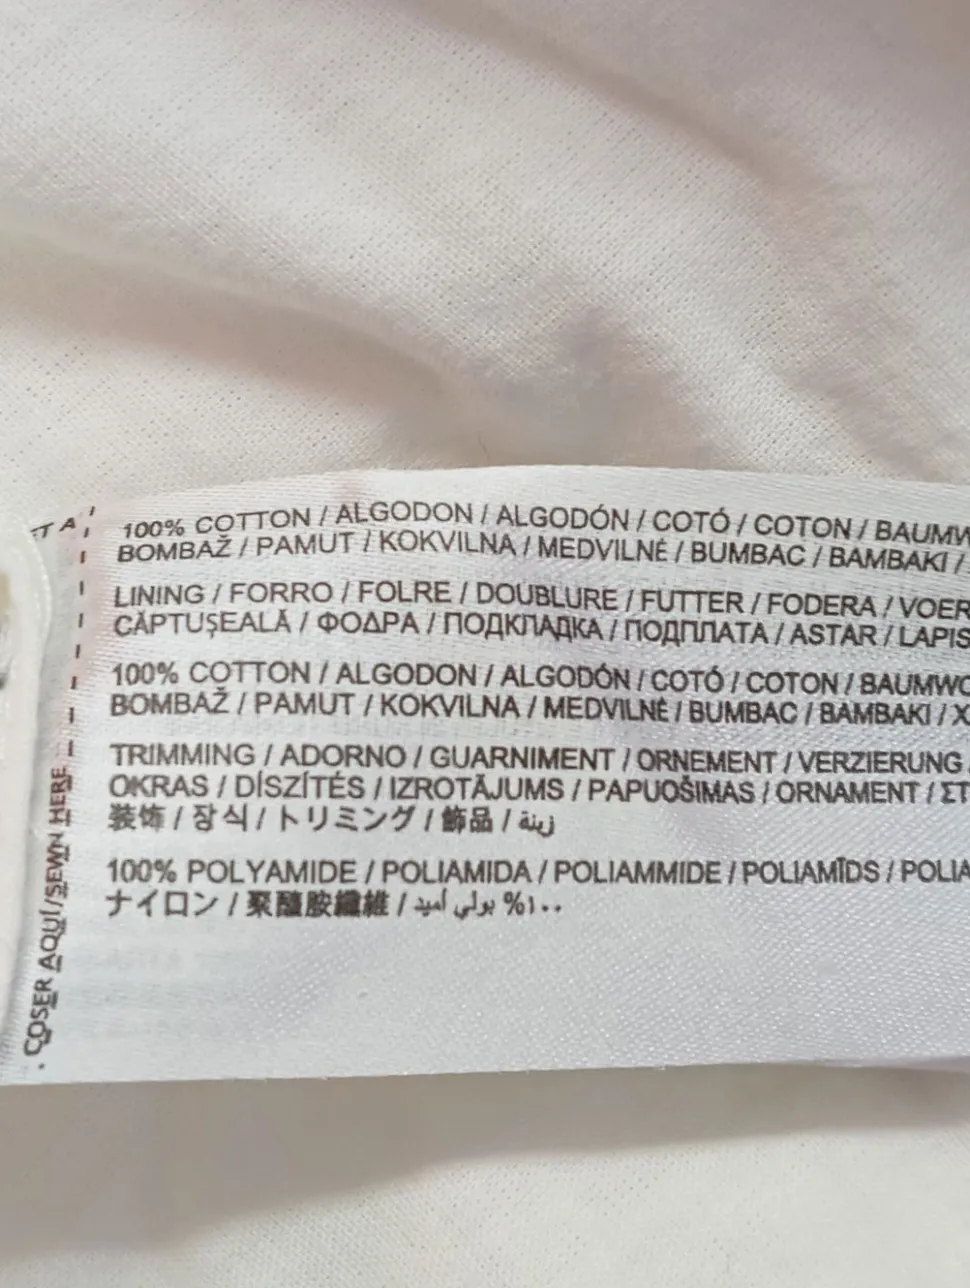 100% COTTON / ALGODON / ALGODÓN / COTÓ / COTON / BAUMW
BOMBAŽ / PAMUT / KOKVILNA / MEDVILNĖ / BUMBAC / BAMBAKI /
LINING / FORRO / FOLRE / DOUBLURE / FUTTER / FODERA / VOER
CĂPTUȘEALĂ / ΦΟΔΡΑ / ПОДКЛАДКА / ПОДПЛАТА / ASTAR / LAPIS
100% COTTON / ALGODON / ALGODÓN / COTÓ / COTON / BAUMWO
BOMBAŽ / PAMUT / KOKVILNA / MEDVILNĖ / BUMBAC / BAMBAKI / X
TRIMMING / ADORNO / GUARNIMENT / ORNEMENT / VERZIERUNG
OKRAS / DÍSZÍTÉS / IZROTĀJUMS / PAPUOŠIMAS / ORNAMENT / ΣΤ
装饰 / 장식 / トリミング / 飾品 / زينة
100% POLYAMIDE / POLIAMIDA / POLIAMMIDE / POLIAMĪDS / POLIA
ナイロン / 聚醯胺纖維 / ١٠٠% بولي أميد
COSER AQUÍ / SEWN HERE